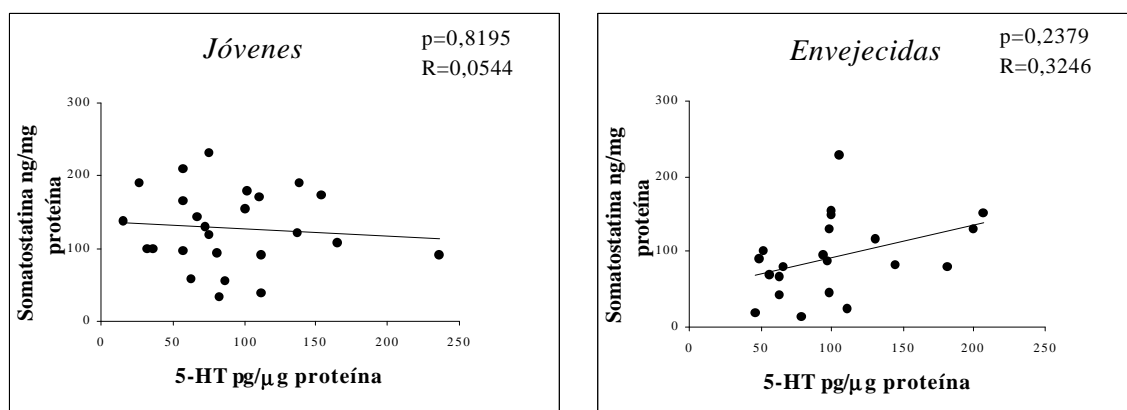 Jóvenes
p=0,8195
R=0,0544
Somatostatina ng/mg
proteína
300
200
100
0
0
50
100
150
200
250
5-HT pg/μg proteína
Envejecidas
p=0,2379
R=0,3246
Somatostatina ng/mg
proteína
300
200
100
0
0
50
100
150
200
250
5-HT pg/μg proteína